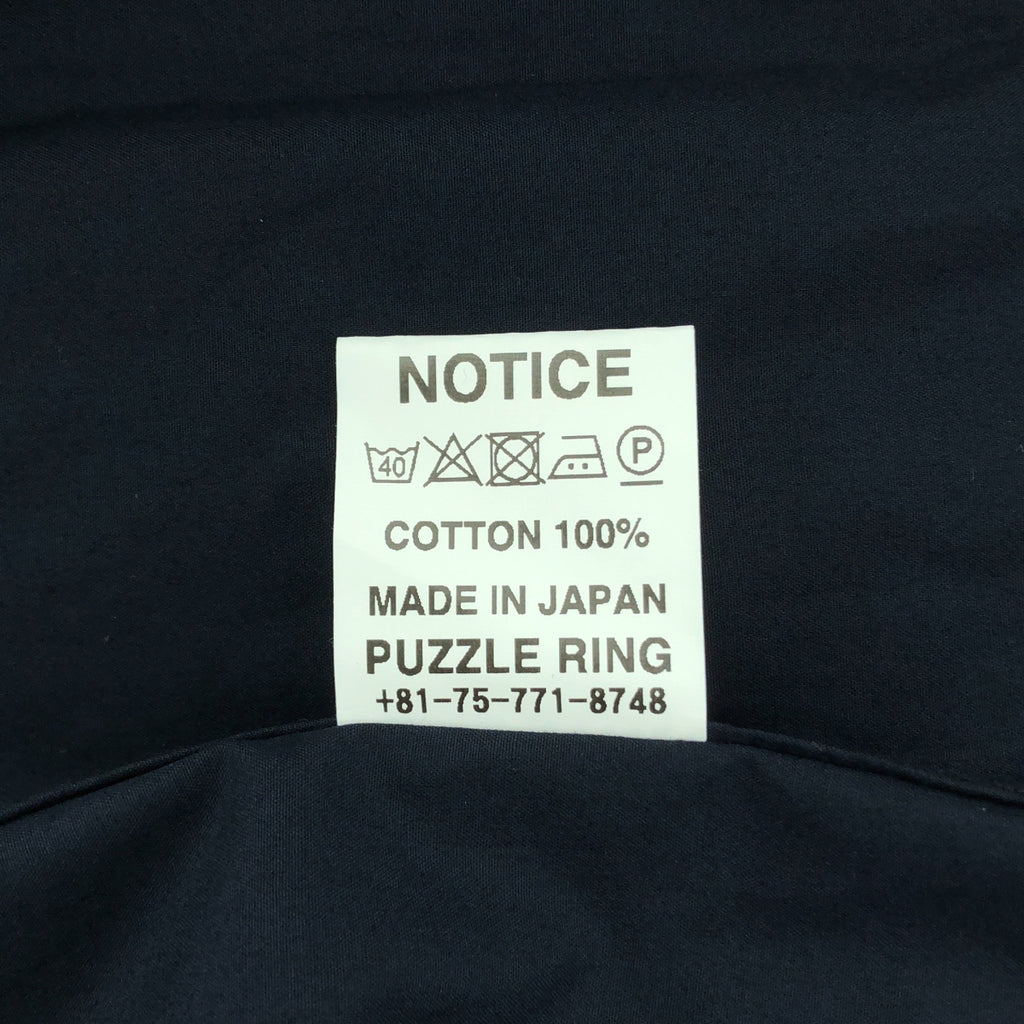 NOTICE
40 P
COTTON 100%
MADE IN JAPAN
PUZZLE RING
+81-75-771-8748